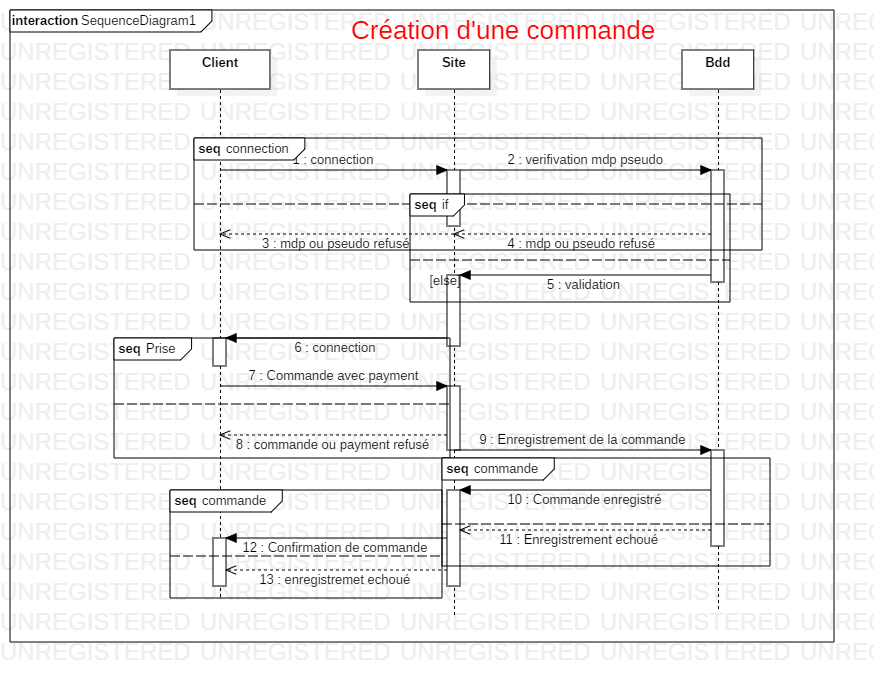 interaction SequenceDiagram1
Création d'une commande
Client
Site
Bdd
seq connection
1 : connection
2 : verifivation mdp pseudo
seq if
3 : mdp ou pseudo refusé
4 : mdp ou pseudo refusé
[else]
5 : validation
seq Prise
6 : connection
7 : Commande avec payment
8 : commande ou payment refusé
9 : Enregistrement de la commande
seq commande
10 : Commande enregistré
seq commande
11 : Enregistrement echoué
12 : Confirmation de commande
13 : enregistremet echoué
UNREGISTERED